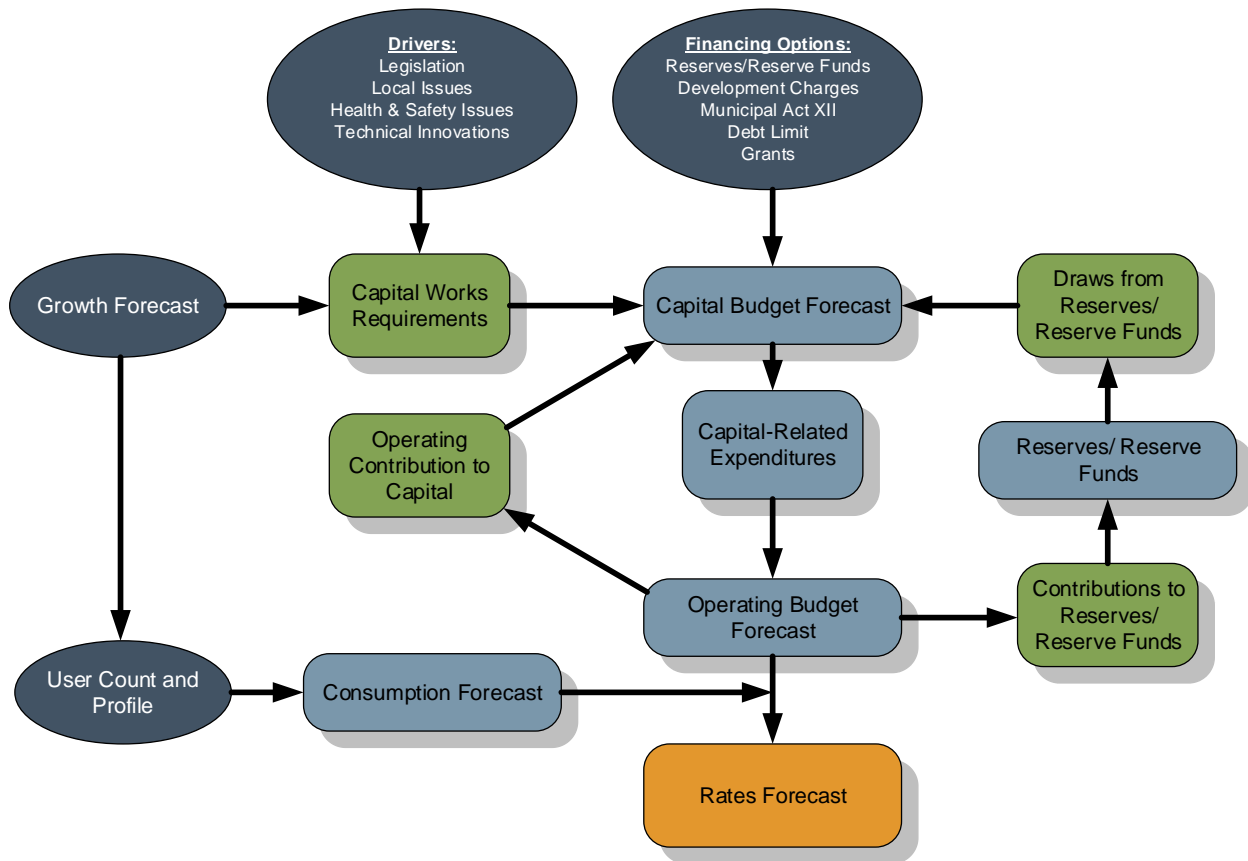 Drivers:
Legislation
Local Issues
Health & Safety Issues
Technical Innovations
Financing Options:
Reserves/Reserve Funds
Development Charges
Municipal Act XII
Debt Limit
Grants
Growth Forecast
Capital Works
Requirements
Capital Budget Forecast
Draws from
Reserves/
Reserve Funds
Operating
Contribution to
Capital
Capital-Related
Expenditures
Reserves/ Reserve
Funds
Operating Budget
Forecast
Contributions to
Reserves/
Reserve Funds
User Count and
Profile
Consumption Forecast
Rates Forecast